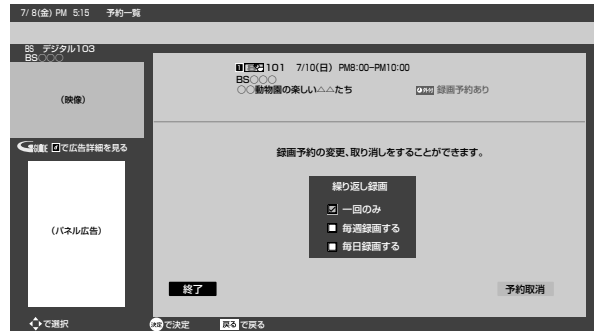 7/ 8(金) PM 5:15 予約一覧
BS デジタル103
BS○○○
(映像)
GUIDE でで広告詳細を見る
(パネル広告)
101 7/10(日) PM8:00-PM10:00
BS○○○
○○動物園の楽しい△△たち 録画予約あり
録画予約の変更、取り消しをすることができます。
繰り返し録画
一回のみ
毎週録画する
毎日録画する
終了 予約取消
で選択 決定で決定 戻るで戻る